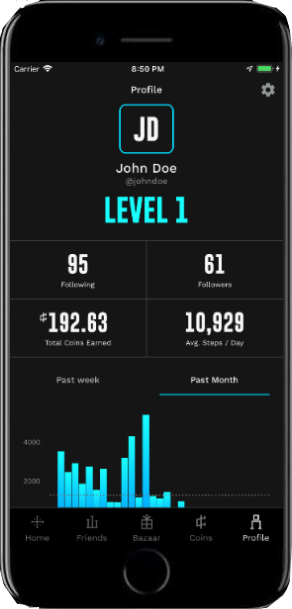 Carrier 8:50 PM
Profile
JD
John Doe
@johndoe
LEVEL 1
95 61
Following Followers
¢192.63 10,929
Total Coins Earned Avg. Steps / Day
Past week Past Month
4000
2000
Home Friends Bazaar Coins Profile